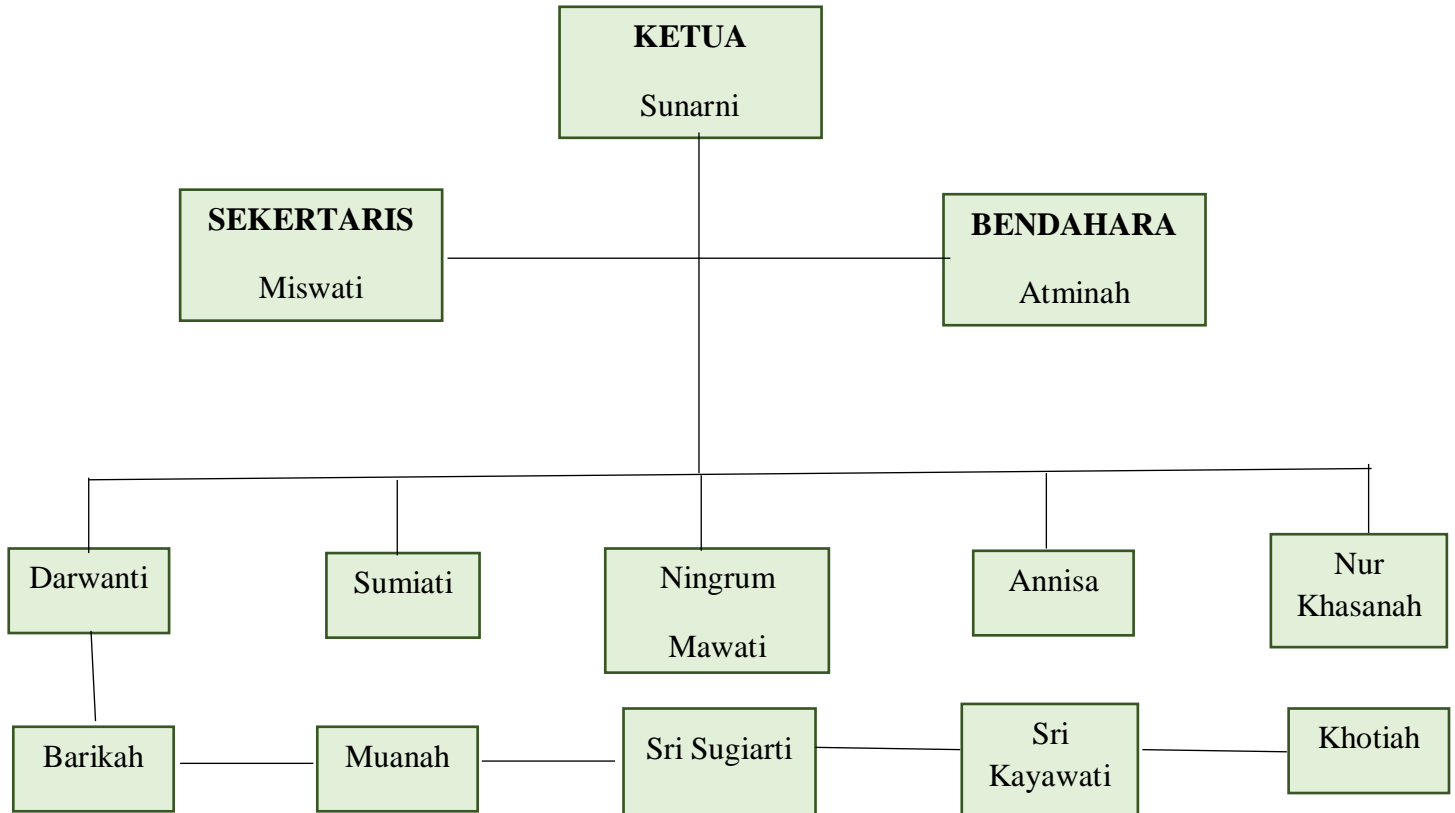 KETUA
Sunarni
SEKERTARIS
Miswati
BENDAHARA
Atminah
Darwanti
Sumiati
Ningrum
Mawati
Annisa
Nur
Khasanah
Barikah
Muanah
Sri Sugiarti
Sri
Kayawati
Khotiah